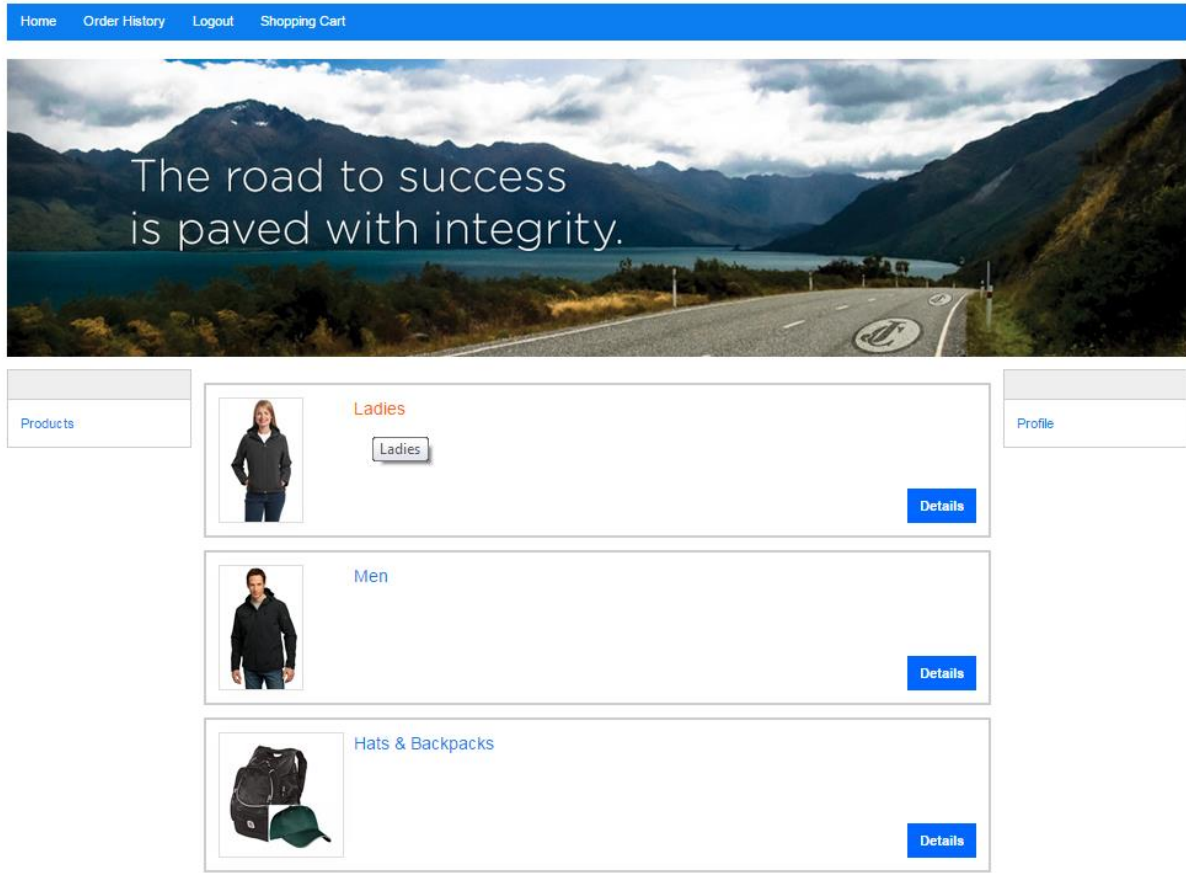 Home Order History Logout Shopping Cart
The road to success
is paved with integrity.
Products
Ladies
Ladies
Details
Men
Details
Hats & Backpacks
Details
Profile